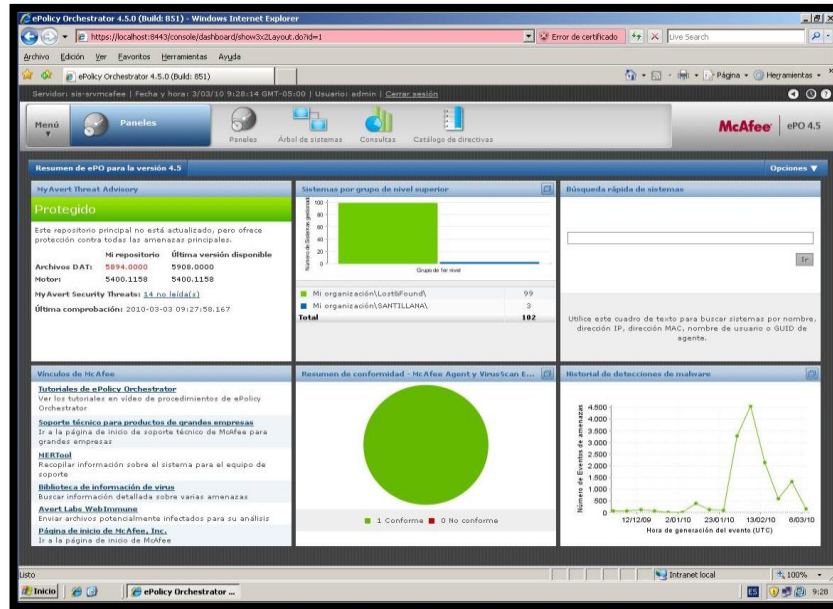 ePolicy Orchestrator 4.5.0 (Build: 851) - Windows Internet Explorer
https://localhost:8443/console/dashboard/show3x2Layout.do?id=1
Error de certificado
Live Search
Archivo Edición Ver Favoritos Herramientas Ayuda
ePolicy Orchestrator 4.5.0 (Build: 851)
Página Herramientas
Servidor: sis-srvmcafee | Fecha y hora: 3/03/10 9:28:14 GMT-05:00 | Usuario: admin | Cerrar sesión
Menú
Paneles
Paneles
Árbol de sistemas
Consultas
Catálogo de directivas
McAfee ePO 4.5
Resumen de ePO para la versión 4.5
Opciones
MyAvert Threat Advisory
Protegido
Este repositorio principal no está actualizado, pero ofrece
protección contra todas las amenazas principales.
Mi repositorio Última versión disponible
Archivos DAT: 5894.0000 5908.0000
Motor: 5400.1158 5400.1158
MyAvert Security Threats: 14 no leída(s)
Última comprobación: 2010-03-03 09:27:58.167
Sistemas por grupo de nivel superior
Número de Sistemas gestionados
100
80
60
40
20
0
Grupo de 1er nivel
Mi organización\Lost&Found\ 99
Mi organización\SANTILLANA\ 3
Total 102
Búsqueda rápida de sistemas
Ir
Utilice este cuadro de texto para buscar sistemas por nombre,
dirección IP, dirección MAC, nombre de usuario o GUID de
agente.
Vínculos de McAfee
Tutoriales de ePolicy Orchestrator
Ver los tutoriales en vídeo de procedimientos de ePolicy
Orchestrator
Soporte técnico para productos de grandes empresas
Ir a la página de inicio de soporte técnico de McAfee para
grandes empresas
MERTool
Recopilar información sobre el sistema para el equipo de
soporte
Biblioteca de información de virus
Buscar información detallada sobre varias amenazas
Avert Labs WebImmune
Enviar archivos potencialmente infectados para su análisis
Página de inicio de McAfee, Inc.
Ir a la página de inicio de McAfee
Resumen de conformidad - McAfee Agent y VirusScan E...
1 Conforme 0 No conforme
Historial de detecciones de malware
Número de Eventos de amenazas
4.500
4.000
3.500
3.000
2.500
2.000
1.500
1.000
500
0
12/12/09 2/01/10 23/01/10 13/02/10 6/03/10
Hora de generación del evento (UTC)
Listo
Intranet local
100%
Inicio
ePolicy Orchestrator ...
ES
9:28